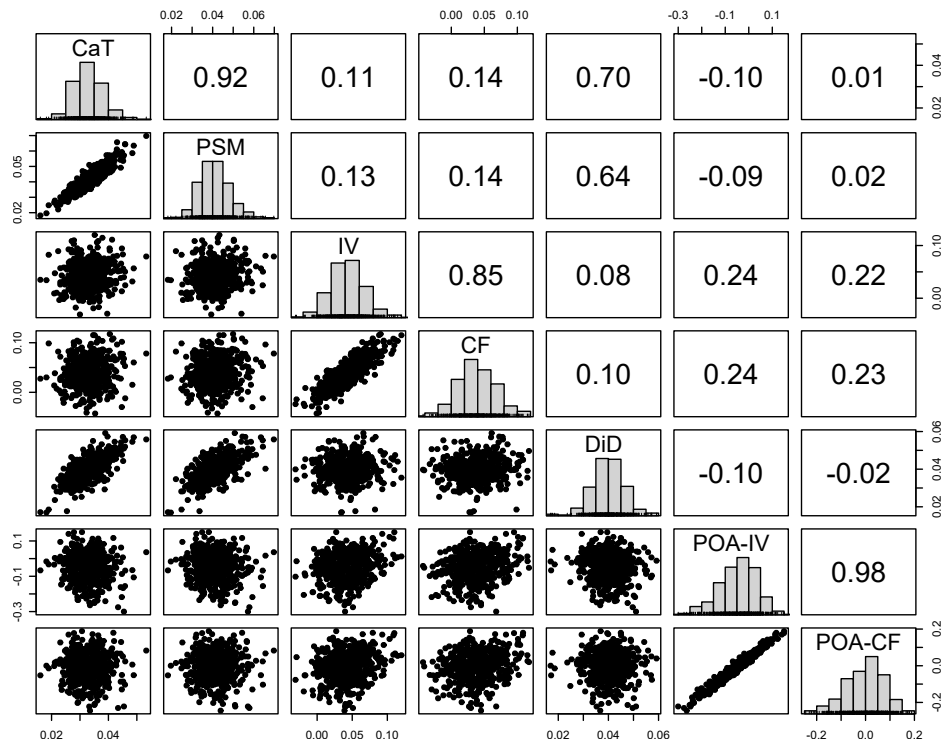 0.02 0.04 0.06 0.00 0.05 0.10 -0.3 -0.1 0.1
CaT 0.92 0.11 0.14 0.70 -0.10 0.01 0.02 0.04
0.02 0.05 PSM 0.13 0.14 0.64 -0.09 0.02
IV 0.85 0.08 0.24 0.22 0.00 0.10
0.00 0.10 CF 0.10 0.24 0.23
DiD -0.10 -0.02 0.02 0.04 0.06
-0.3 -0.1 0.1 POA-IV 0.98
POA-CF -0.2 0.0 0.2
0.02 0.04 0.00 0.05 0.10 0.02 0.04 0.06 -0.2 0.0 0.1 0.2